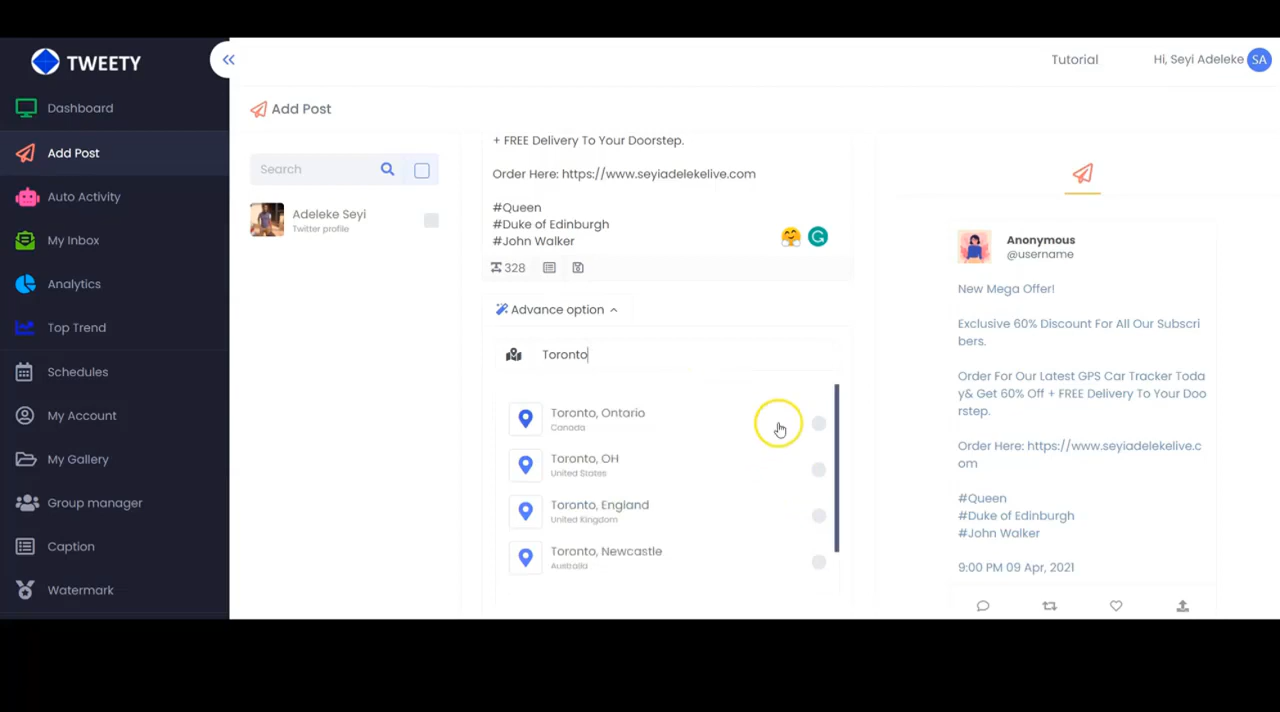 TWEETY
Tutorial
Hi, Seyi Adeleke
SA
Dashboard
Add Post
Auto Activity
My Inbox
Analytics
Top Trend
Schedules
My Account
My Gallery
Group manager
Caption
Watermark
Add Post
Search
Adeleke Seyi
Twitter profile
+ FREE Delivery To Your Doorstep.
Order Here: https://www.seyiadelekelive.com
#Queen
#Duke of Edinburgh
#John Walker
328
Advance option
Toronto
Toronto, Ontario
Canada
Toronto, OH
United States
Toronto, England
United Kingdom
Toronto, Newcastle
Australia
Anonymous
@username
New Mega Offer!
Exclusive 60% Discount For All Our Subscri
bers.
Order For Our Latest GPS Car Tracker Toda
y& Get 60% Off + FREE Delivery To Your Doo
rstep.
Order Here: https://www.seyiadelekelive.c
om
#Queen
#Duke of Edinburgh
#John Walker
9:00 PM 09 Apr, 2021